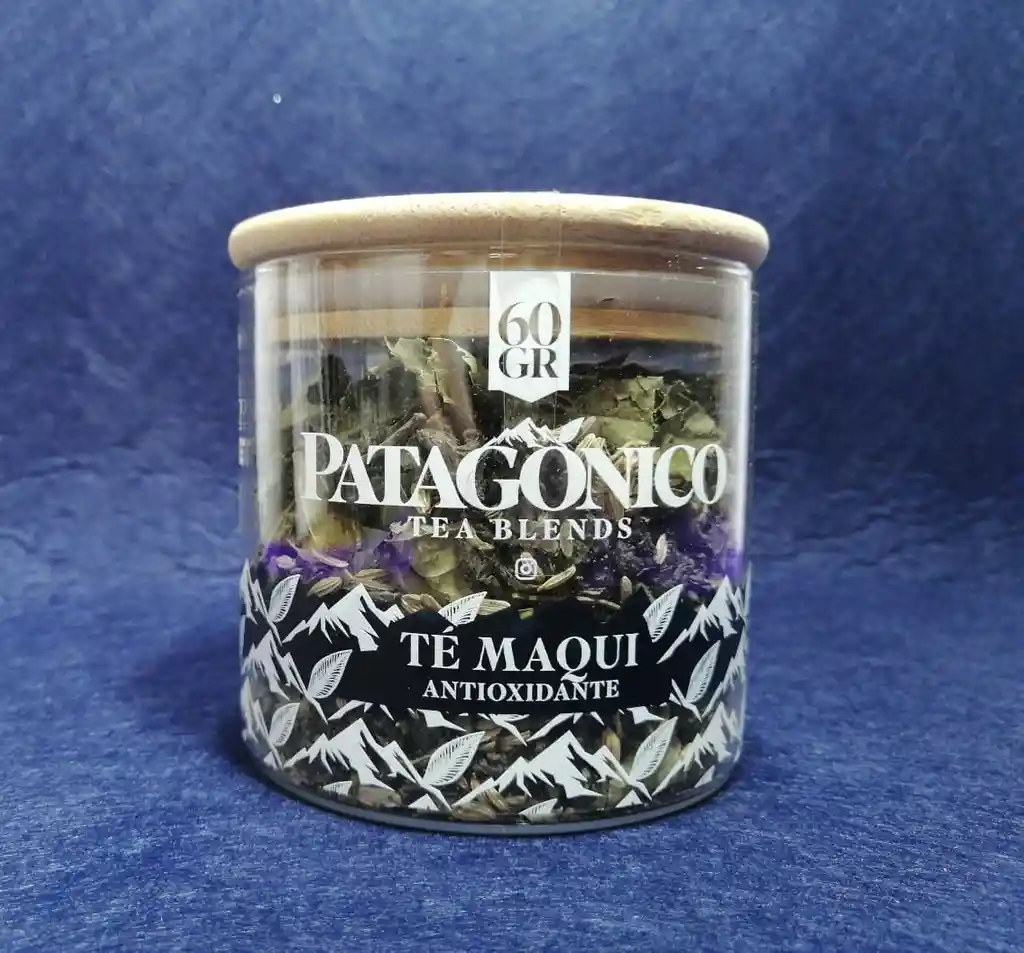 60
GR
PATAGÓNICO
TEA BLENDS
TÉ MAQUI
ANTIOXIDANTE